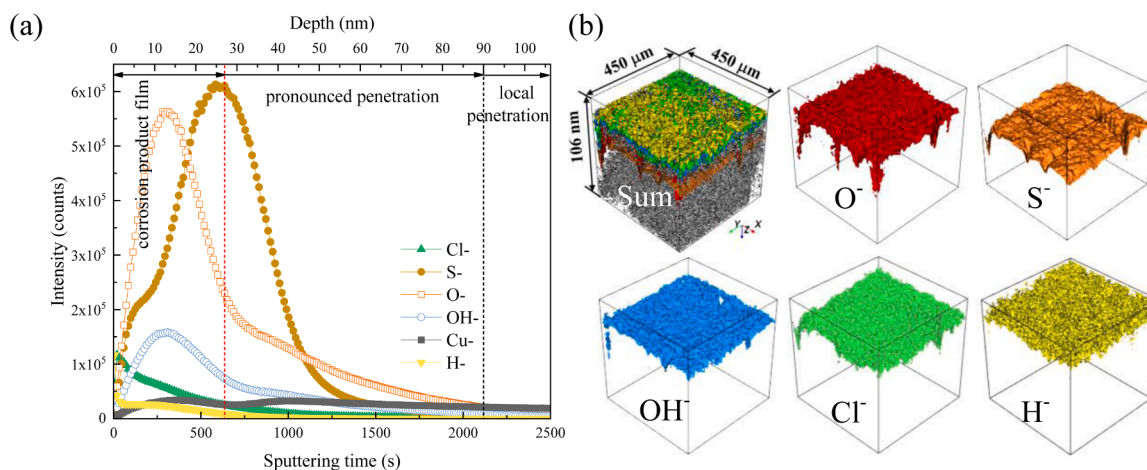 (a)
Depth (nm)
0 10 20 30 40 50 60 70 80 90 100
6x10⁵
5x10⁵
4x10⁵
3x10⁵
2x10⁵
1x10⁵
0
Intensity (counts)
corrosion product film
pronounced penetration
local
penetration
Cl-
S-
O-
OH-
Cu-
H-
0 500 1000 1500 2000 2500
Sputtering time (s)
(b)
450 μm
450 μm
106 nm
Sum
Y Z X
O⁻
S⁻
OH⁻
Cl⁻
H⁻